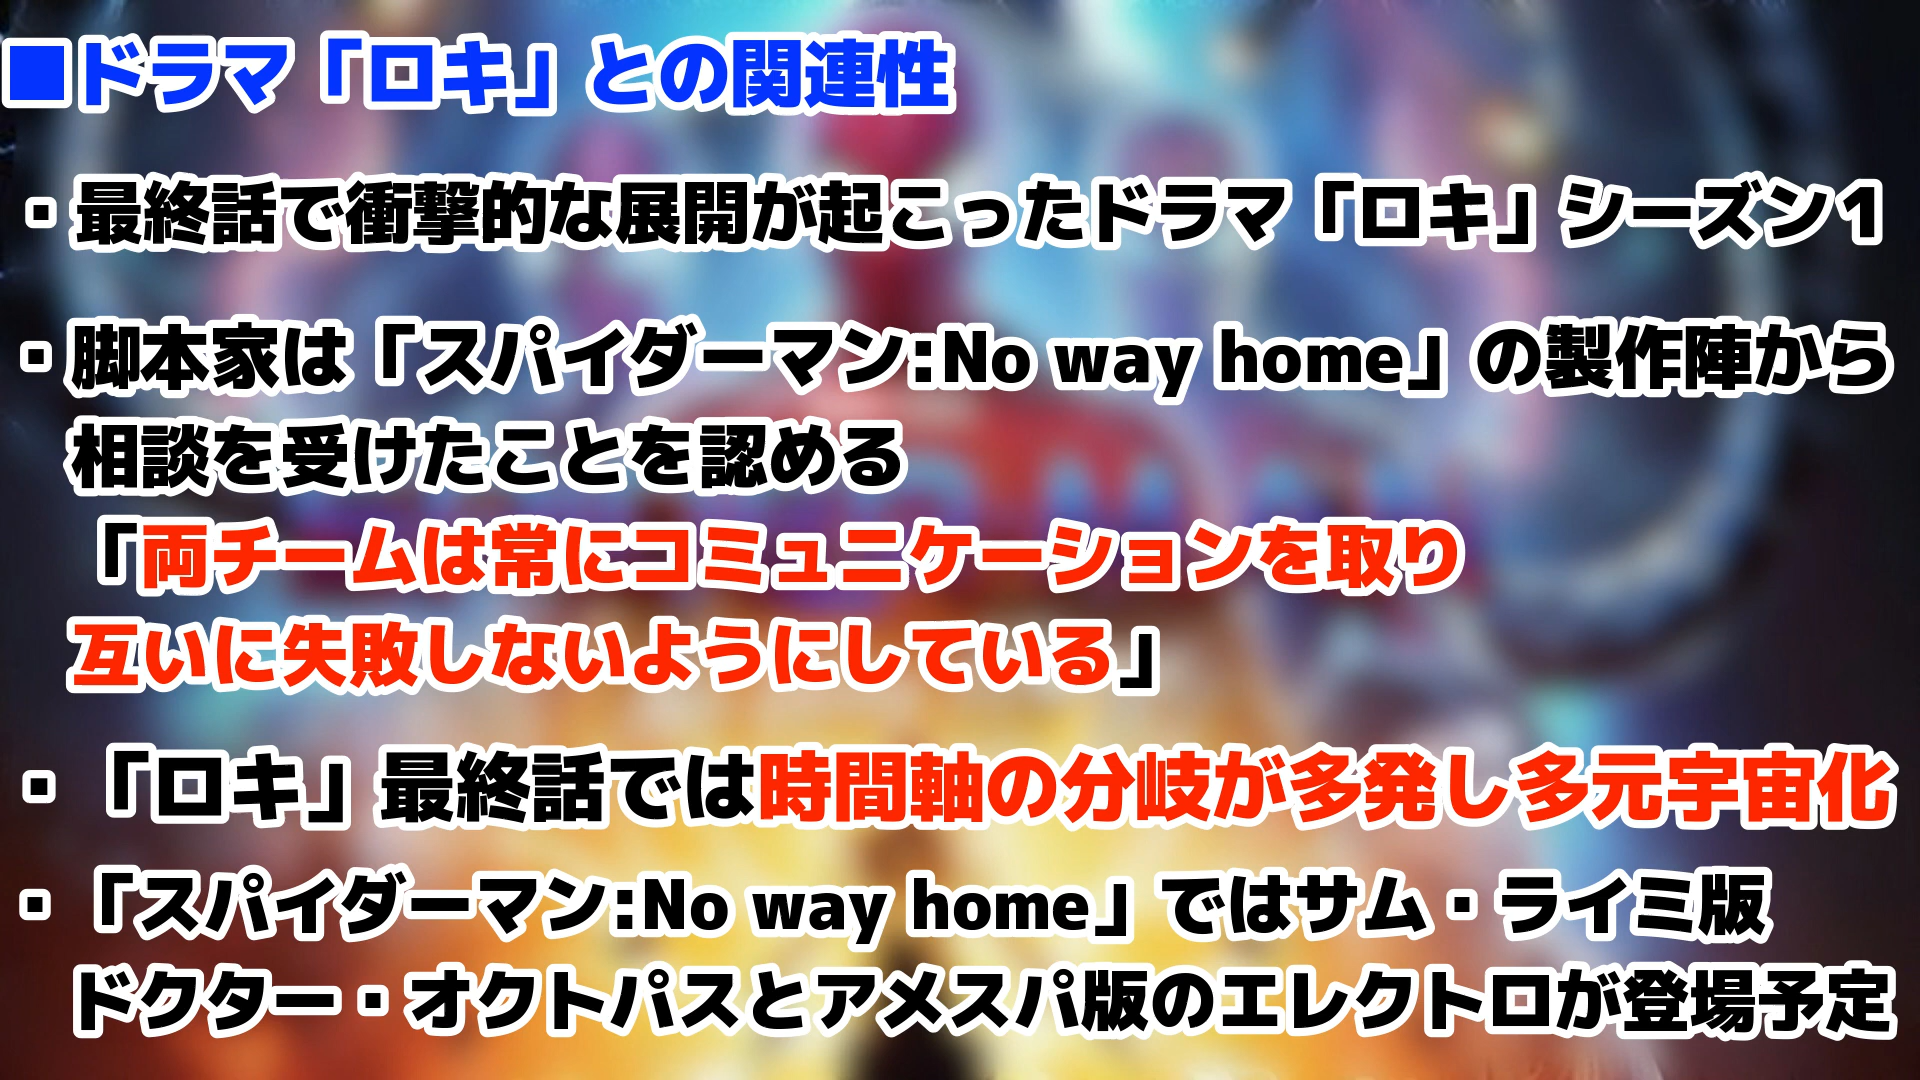 ■ドラマ「ロキ」との関連性
・最終話で衝撃的な展開が起こったドラマ「ロキ」シーズン1
・脚本家は「スパイダーマン:No way home」の製作陣から
相談を受けたことを認める
「両チームは常にコミュニケーションを取り
互いに失敗しないようにしている」
・「ロキ」最終話では時間軸の分岐が多発し多元宇宙化
・「スパイダーマン:No way home」ではサム・ライミ版
ドクター・オクトパスとアメスパ版のエレクトロが登場予定